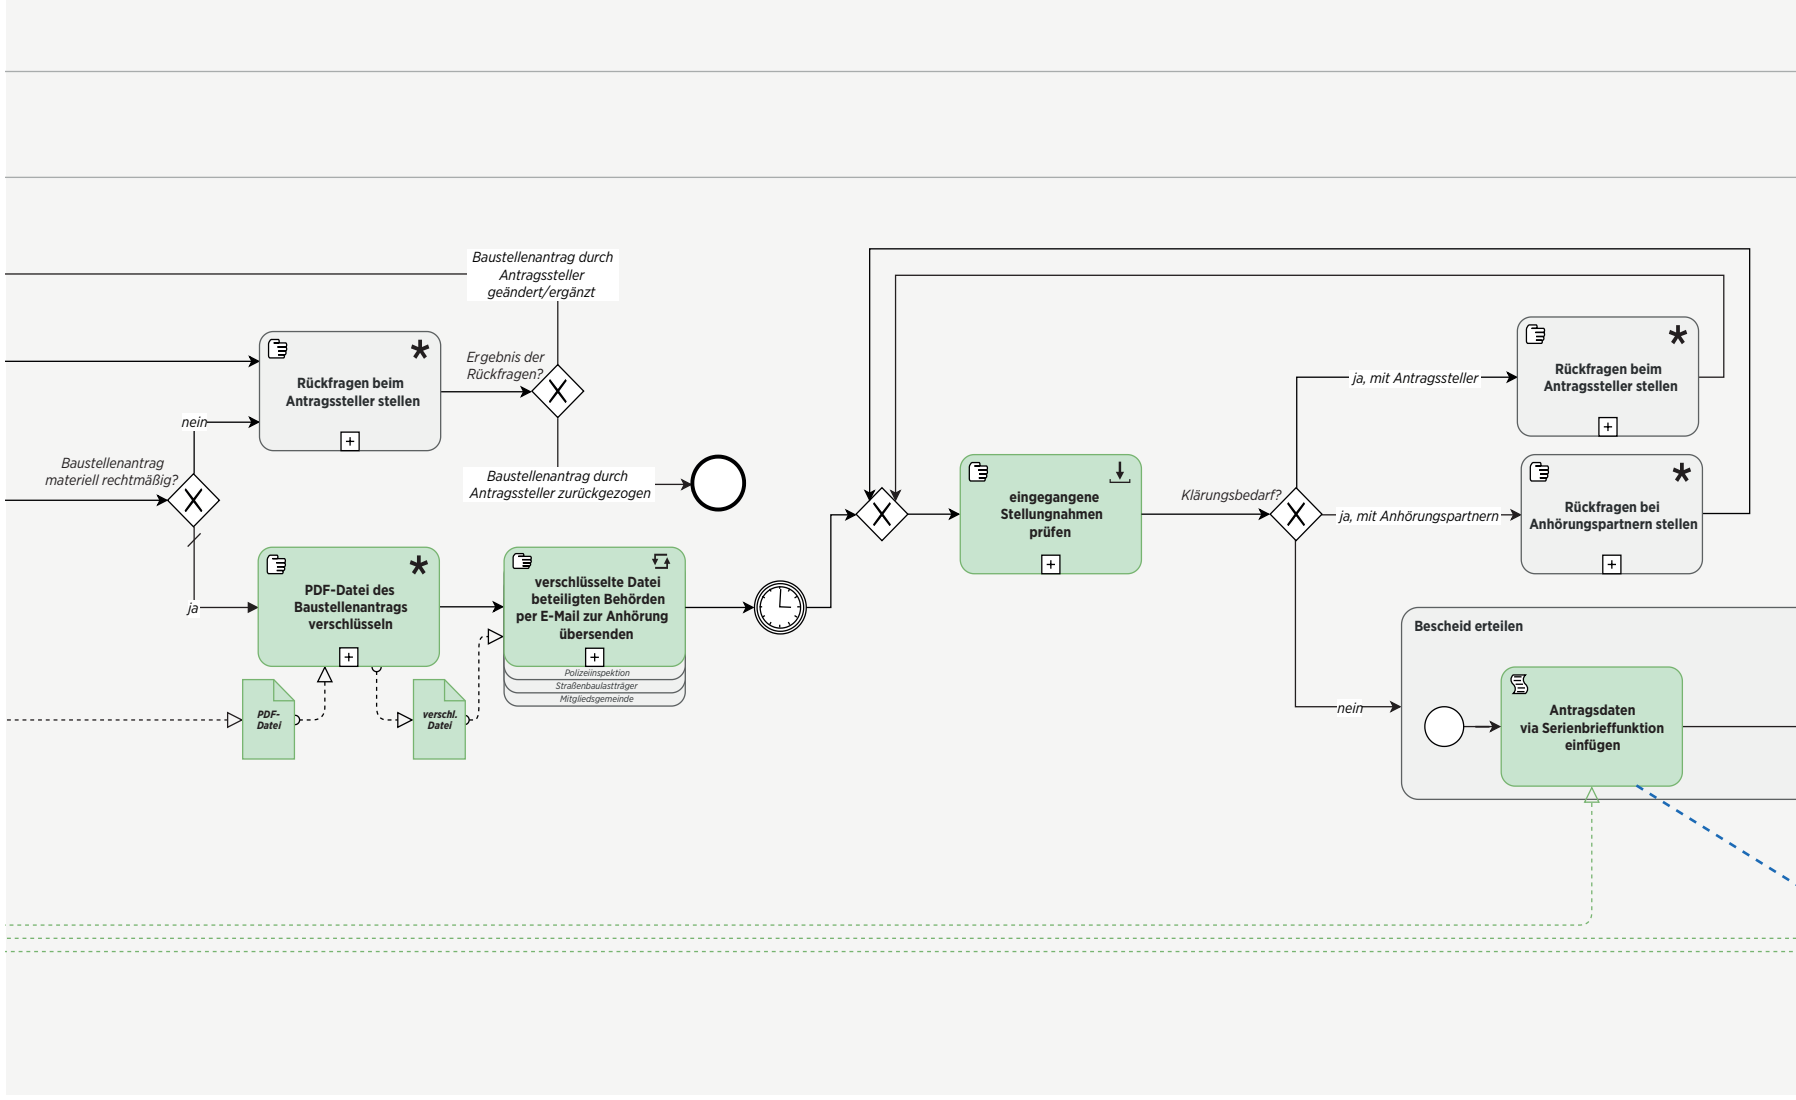 Baustellenantrag durch
Antragssteller
geändert/ergänzt
Rückfragen beim
Antragssteller stellen
Ergebnis der
Rückfragen?
nein
Baustellenantrag
materiell rechtmäßig?
Baustellenantrag durch
Antragssteller zurückgezogen
ja
PDF-Datei des
Baustellenantrags
verschlüsseln
verschlüsselte Datei
beteiligten Behörden
per E-Mail zur Anhörung
übersenden
Polizeiinspektion
Straßenbaulastträger
Mitgliedsgemeinde
PDF-
Datei
verschl.
Datei
eingegangene
Stellungnahmen
prüfen
Klärungsbedarf?
ja, mit Antragssteller
Rückfragen beim
Antragssteller stellen
ja, mit Anhörungspartnern
Rückfragen bei
Anhörungspartnern stellen
nein
Bescheid erteilen
Antragsdaten
via Serienbrieffunktion
einfügen